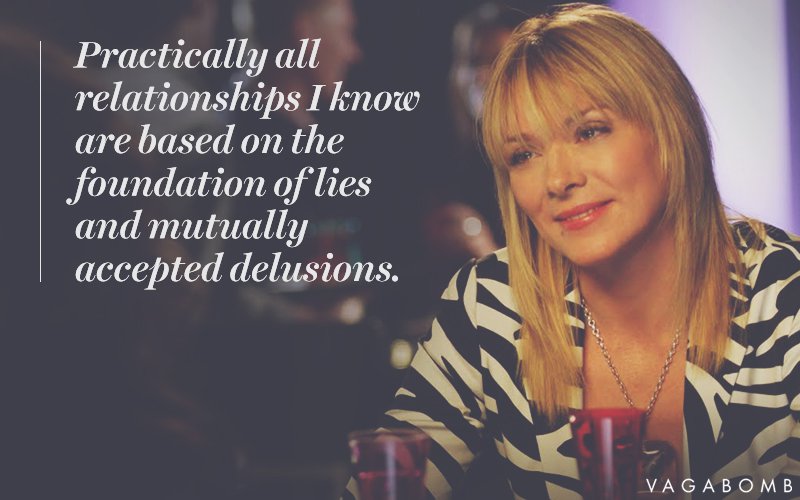 Practically all
relationships I know
are based on the
foundation of lies
and mutually
accepted delusions.
VAGABOMB